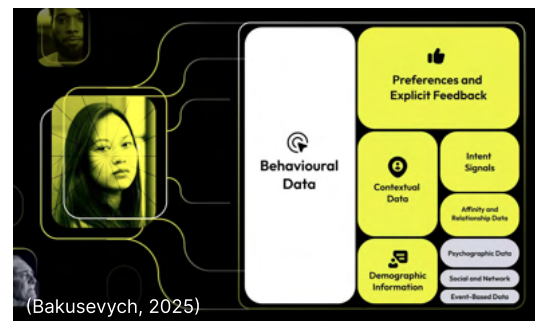 Behavioural
Data
Preferences and
Explicit Feedback
Contextual
Data
Intent
Signals
Affinity and
Relationship Data
Demographic
Information
Psychographic Data
Social and Network
Event-Based Data
(Bakusevych, 2025)